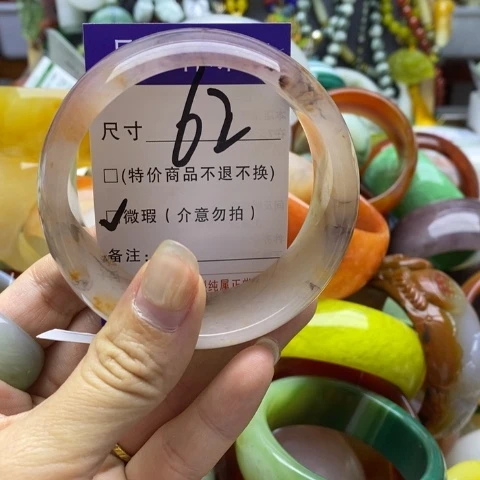 尺寸 62
□(特价商品不退不换)
☑微瑕(介意勿拍)
备注: